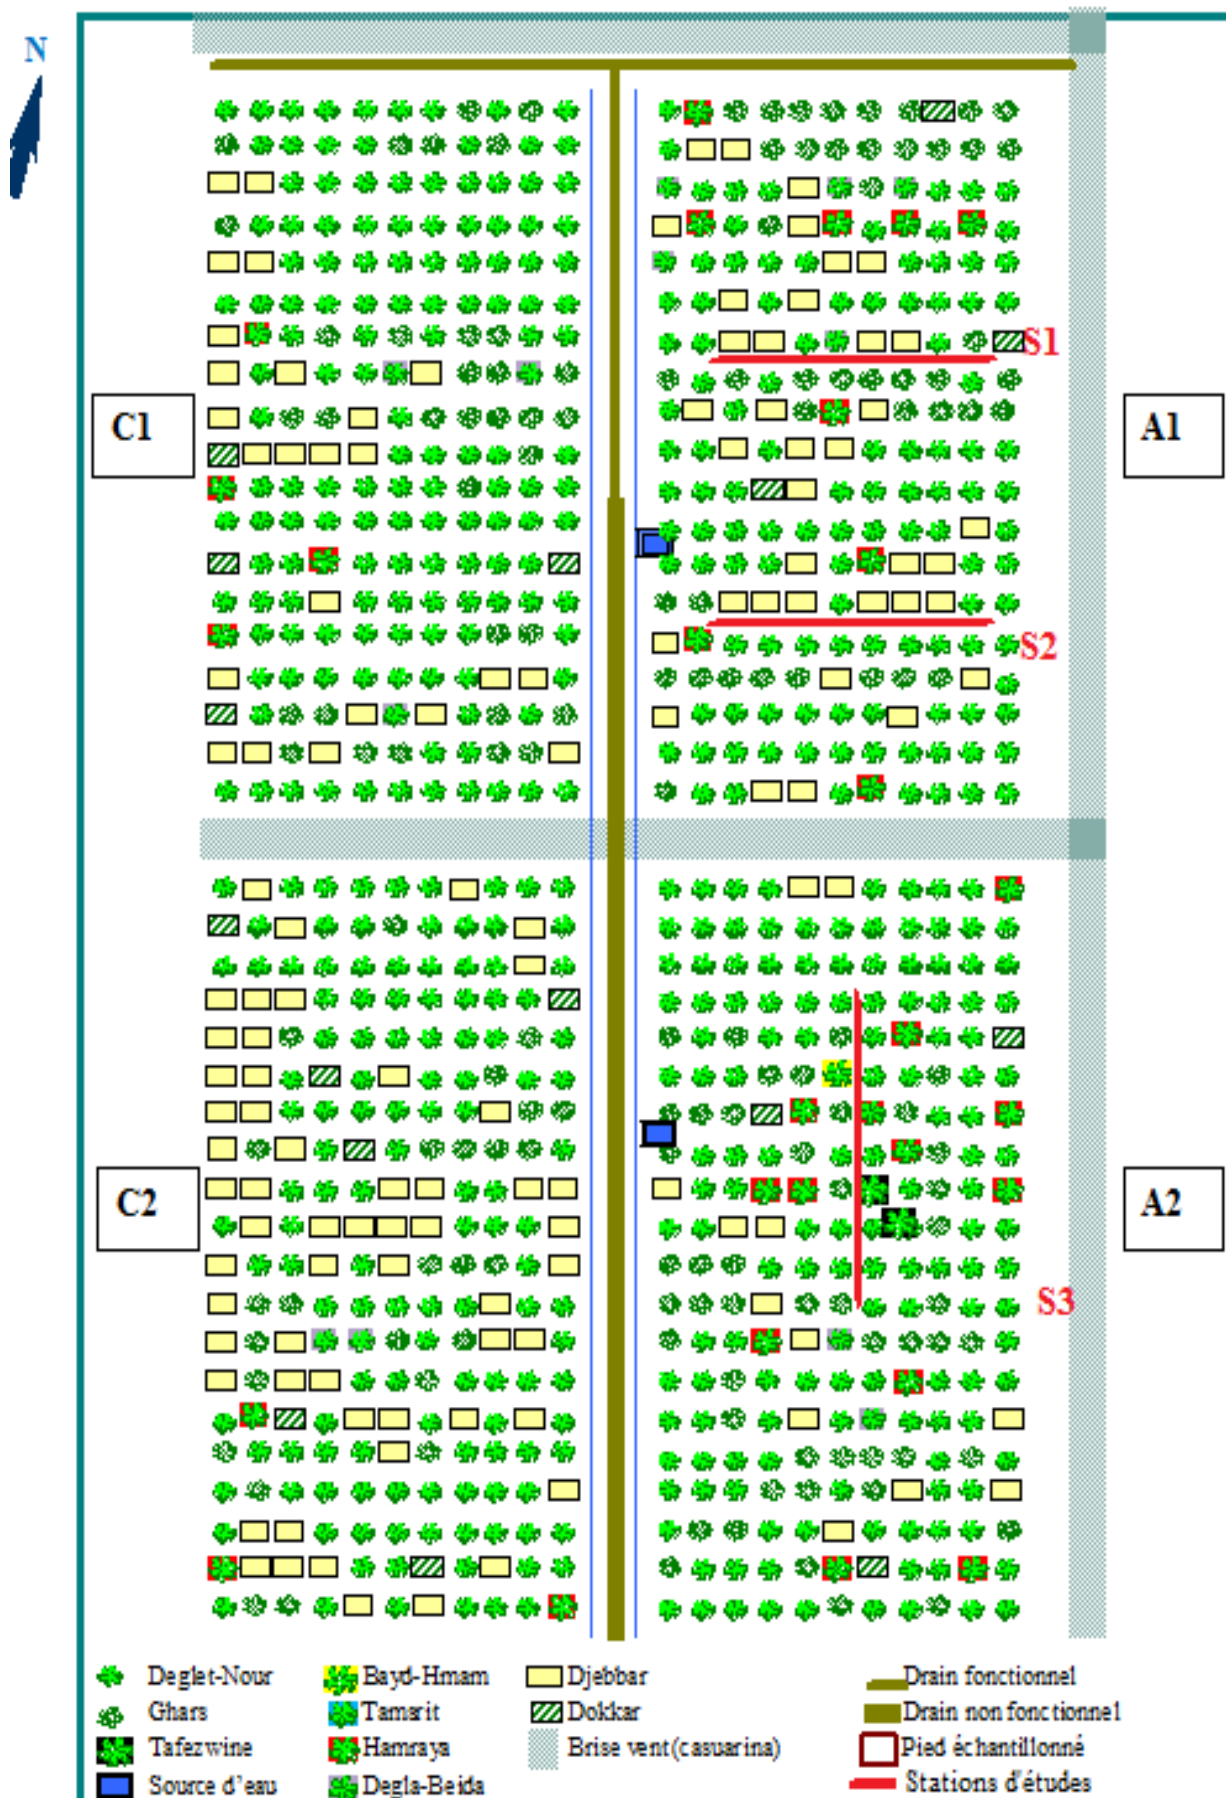 N
S1
C1
A1
S2
C2
A2
S3
Deglet-Nour
Bayd-Hmam
Djebbar
Drain fonctionnel
Ghars
Tamsrit
Dokkar
Drain non fonctionnel
Tafezwine
Hamraya
Brise vent (casuarina)
Pied échantillonné
Source d'eau
Degla-Beida
Stations d'études